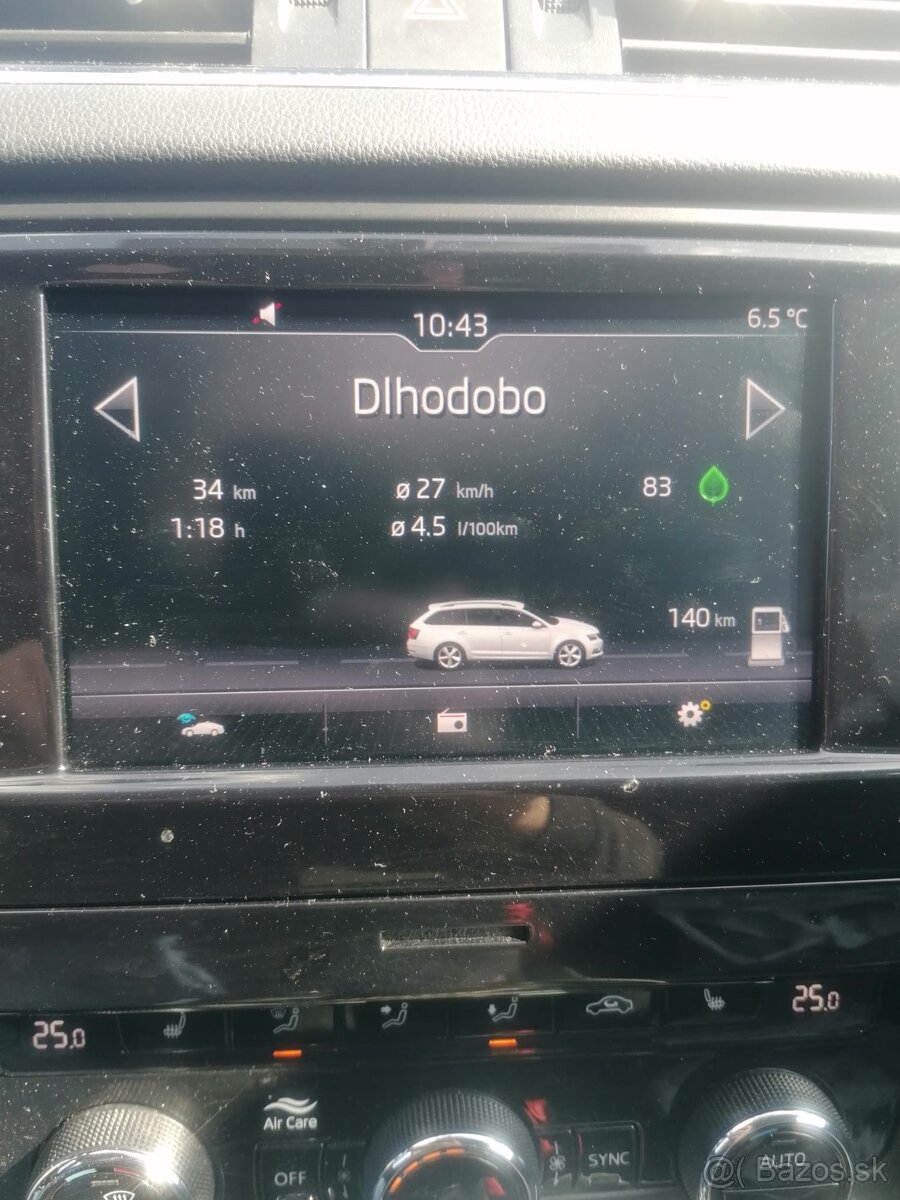 10:43
6.5 °C
Dlhodobo
34 km
ø 27 km/h
83
1:18 h
ø 4.5 l/100km
140 km
25.0
25.0
Air Care
OFF
SYNC
AUTO
@( Bazos.sk